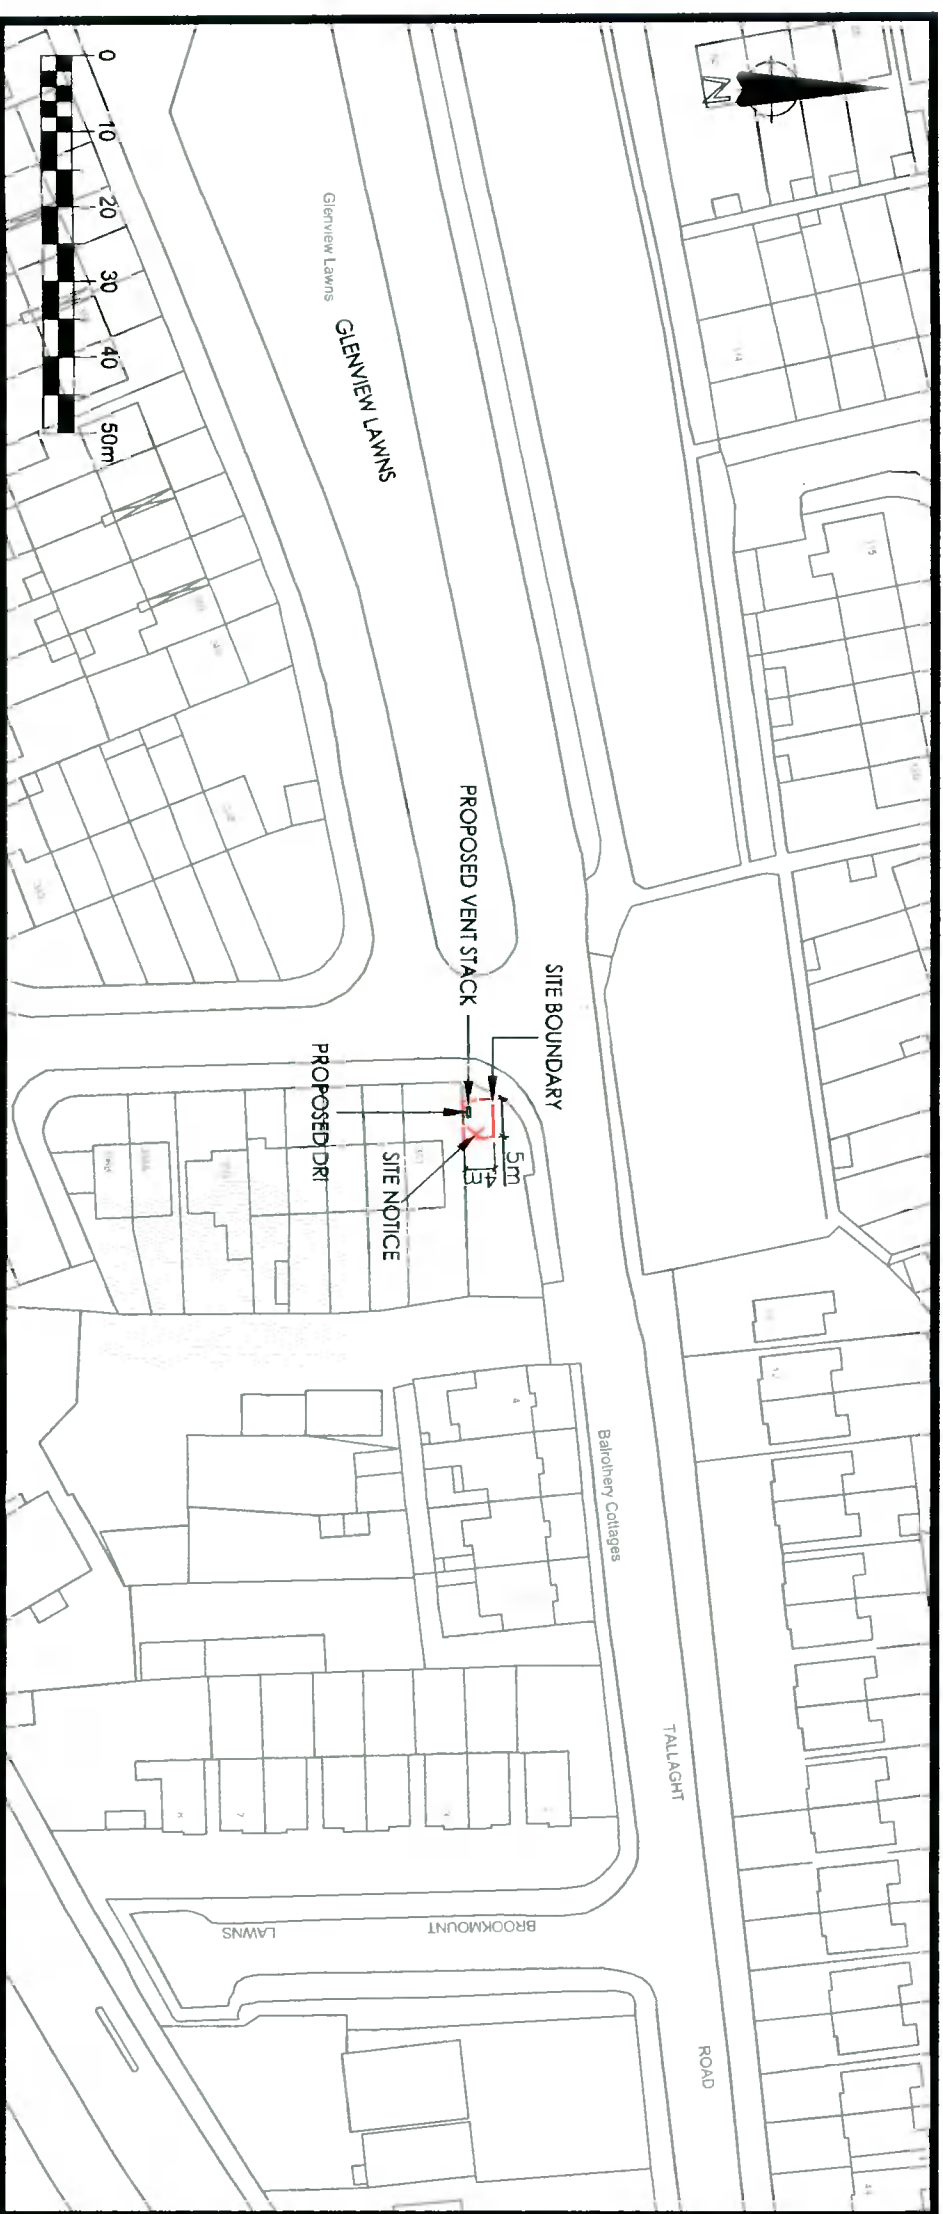 N
0
10
20
30
40
50m
Glenview Lawns
GLENVIEW LAWNS
PROPOSED VENT STACK
SITE BOUNDARY
PROPOSED DRI
SITE NOTICE
5m
4
X
Balrothery Cottages
TALLAGHT
ROAD
BROOKMOUNT
LAWNS
4